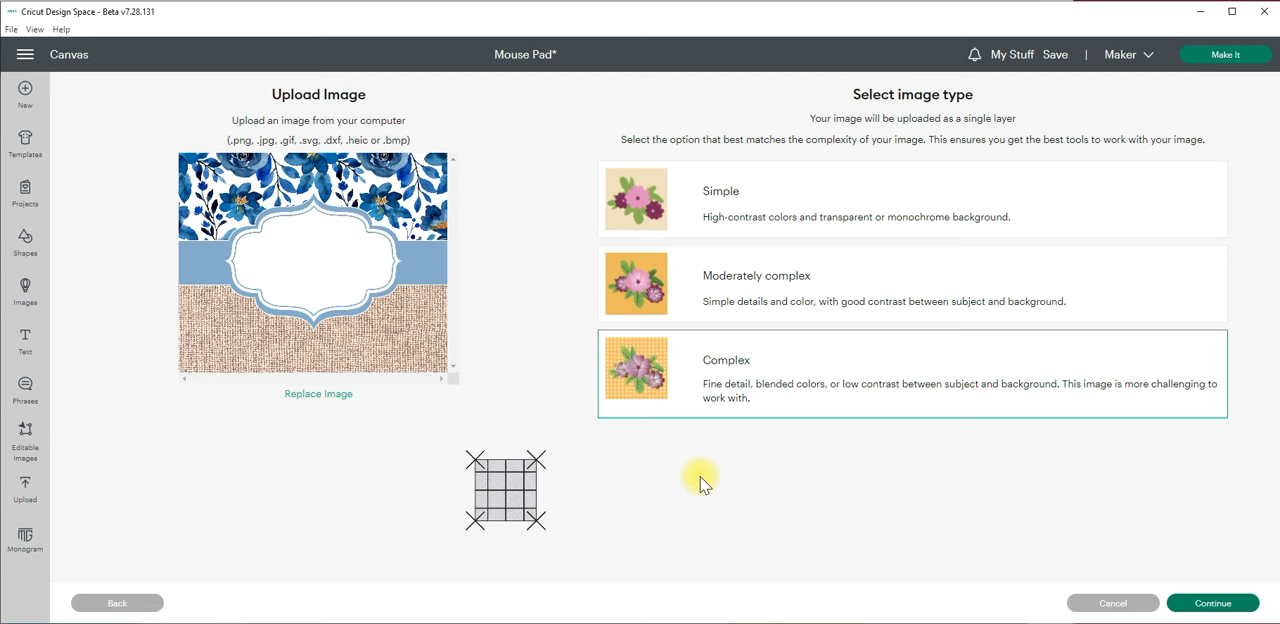 Cricut Design Space - Beta v7.28.131
File View Help
Canvas
Mouse Pad*
My Stuff Save | Maker
Make It
New
Templates
Projects
Shapes
Images
Text
Phrases
Editable
Images
Upload
Monogram
Upload Image
Upload an image from your computer
(.png, .jpg, .gif, .svg, .dxf, .heic or .bmp)
Replace Image
Select image type
Your image will be uploaded as a single layer
Select the option that best matches the complexity of your image. This ensures you get the best tools to work with your image.
Simple
High-contrast colors and transparent or monochrome background.
Moderately complex
Simple details and color, with good contrast between subject and background.
Complex
Fine detail, blended colors, or low contrast between subject and background. This image is more challenging to
work with.
Back
Cancel
Continue